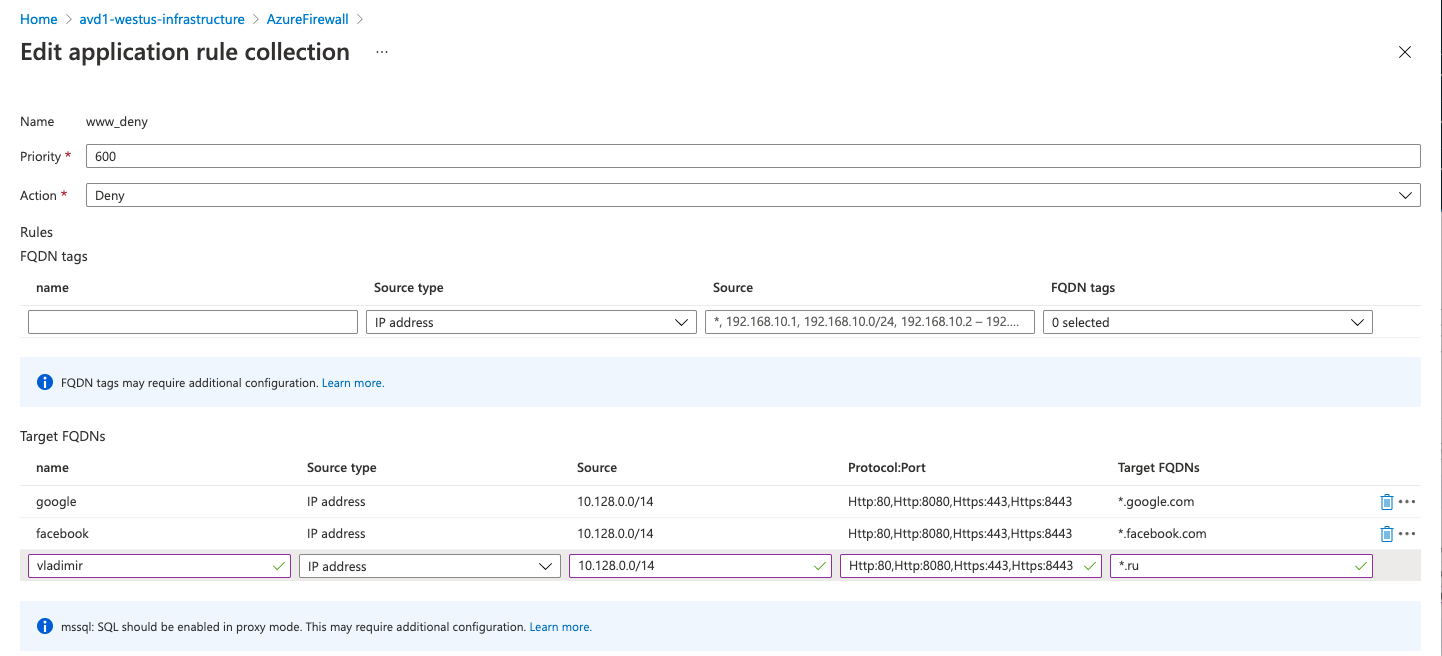 Home > avd1-westus-infrastructure > AzureFirewall >
Edit application rule collection ...
Name www_deny
Priority * 600
Action * Deny
Rules
FQDN tags
name Source type Source FQDN tags
IP address *, 192.168.10.1, 192.168.10.0/24, 192.168.10.2 – 192.... 0 selected
FQDN tags may require additional configuration. Learn more.
Target FQDNs
name Source type Source Protocol:Port Target FQDNs
google IP address 10.128.0.0/14 Http:80,Http:8080,Https:443,Https:8443 *.google.com
facebook IP address 10.128.0.0/14 Http:80,Http:8080,Https:443,Https:8443 *.facebook.com
vladimir IP address 10.128.0.0/14 Http:80,Http:8080,Https:443,Https:8443 *.ru
mssql: SQL should be enabled in proxy mode. This may require additional configuration. Learn more.